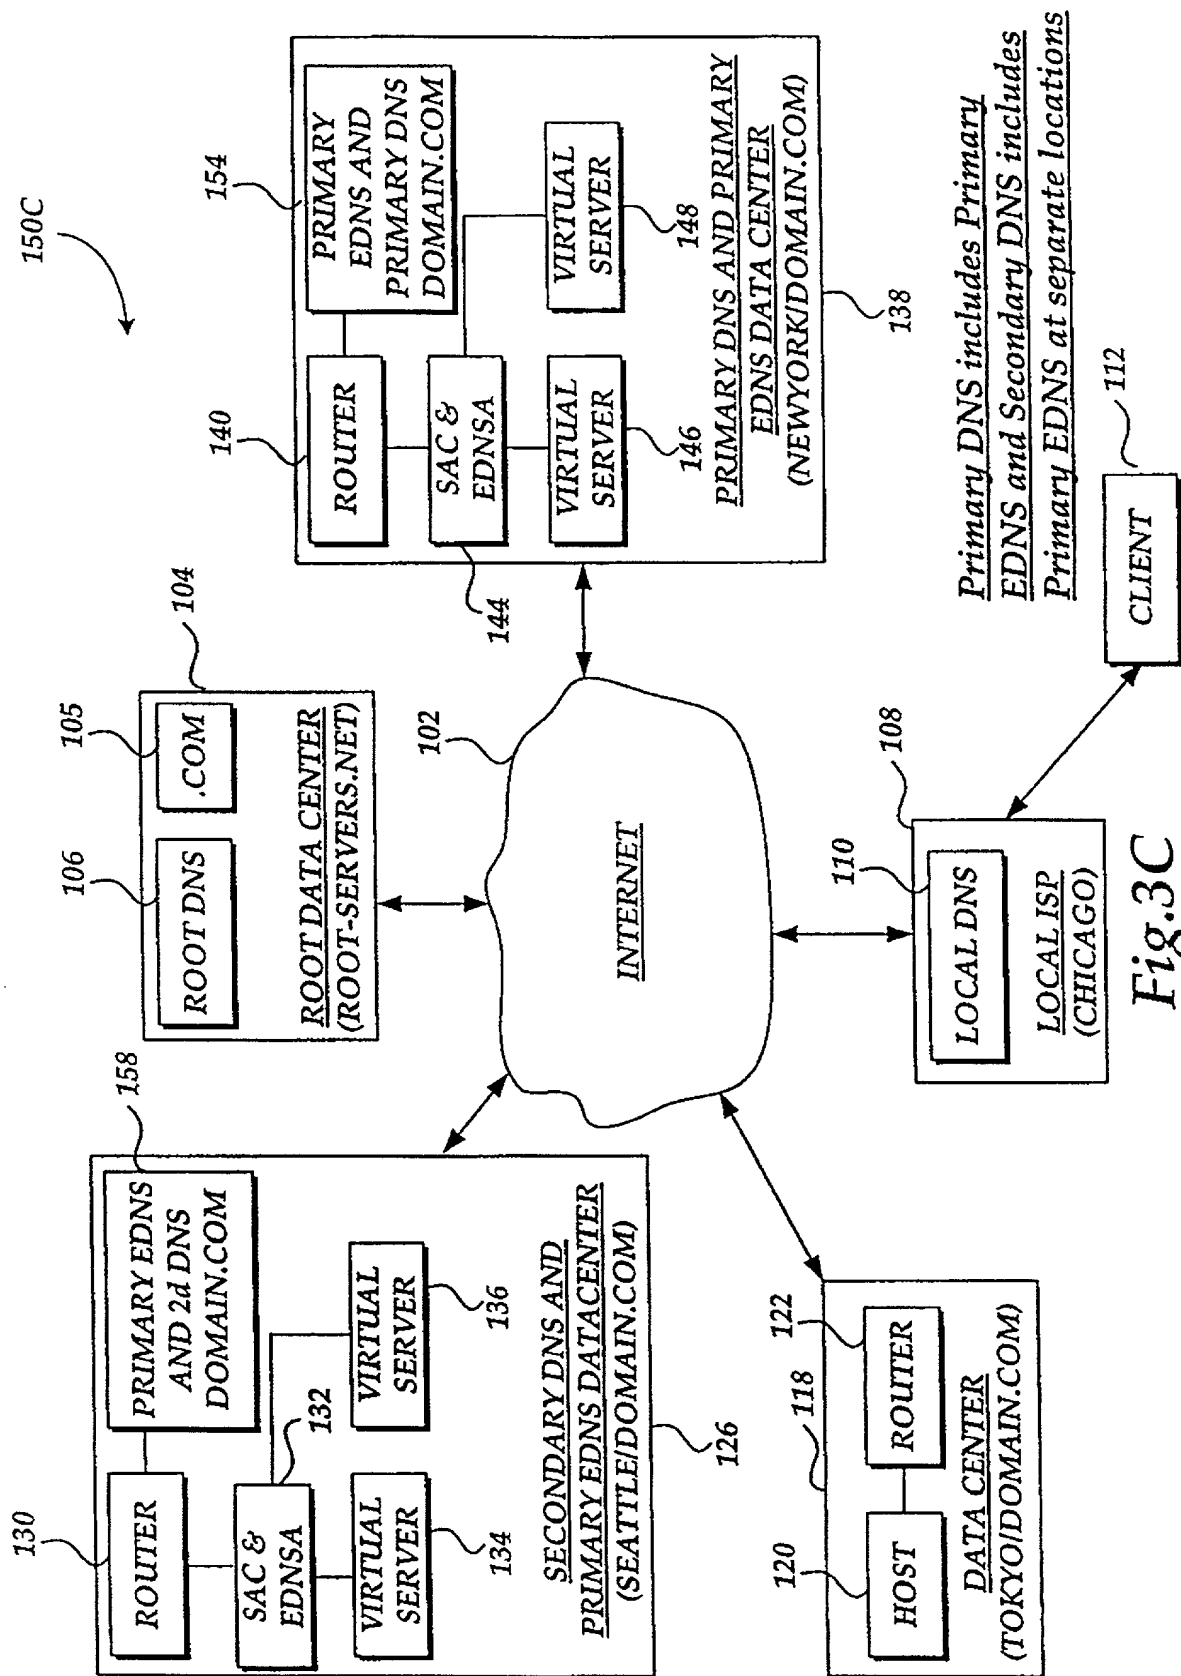 150C
158
130
ROUTER
PRIMARY EDNS
AND 2d DNS
DOMAIN.COM
SAC &
EDNSA
132
VIRTUAL
SERVER
134
VIRTUAL
SERVER
136
SECONDARY DNS AND
PRIMARY EDNS DATACENTER
(SEATTLE/DOMAIN.COM)
126
106
ROOT DNS
105
.COM
104
ROOT DATA CENTER
(ROOT-SERVERS.NET)
140
ROUTER
154
PRIMARY
EDNS AND
PRIMARY DNS
DOMAIN.COM
SAC &
EDNSA
144
VIRTUAL
SERVER
146
VIRTUAL
SERVER
148
PRIMARY DNS AND PRIMARY
EDNS DATA CENTER
(NEWYORK/DOMAIN.COM)
138
102
INTERNET
118
120
HOST
122
ROUTER
DATA CENTER
(TOKYO/DOMAIN.COM)
108
110
LOCAL DNS
LOCAL ISP
(CHICAGO)
112
CLIENT
Primary DNS includes Primary
EDNS and Secondary DNS includes
Primary EDNS at separate locations
Fig.3C